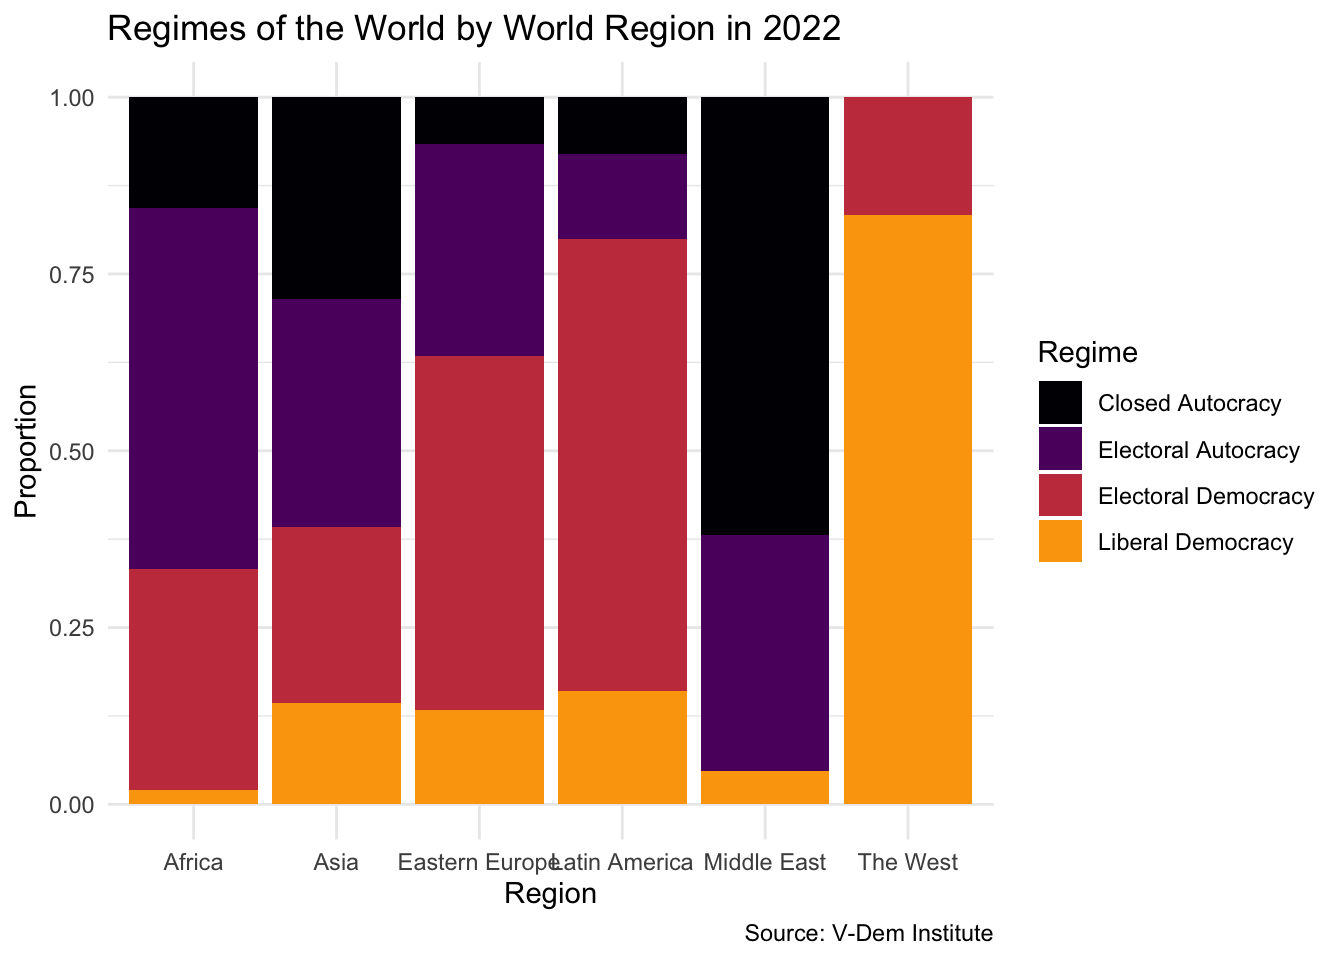 Regimes of the World by World Region in 2022
1.00
0.75
0.50
0.25
0.00
Proportion
Africa
Asia
Eastern Europe
Latin America
Middle East
The West
Region
Regime
Closed Autocracy
Electoral Autocracy
Electoral Democracy
Liberal Democracy
Source: V-Dem Institute